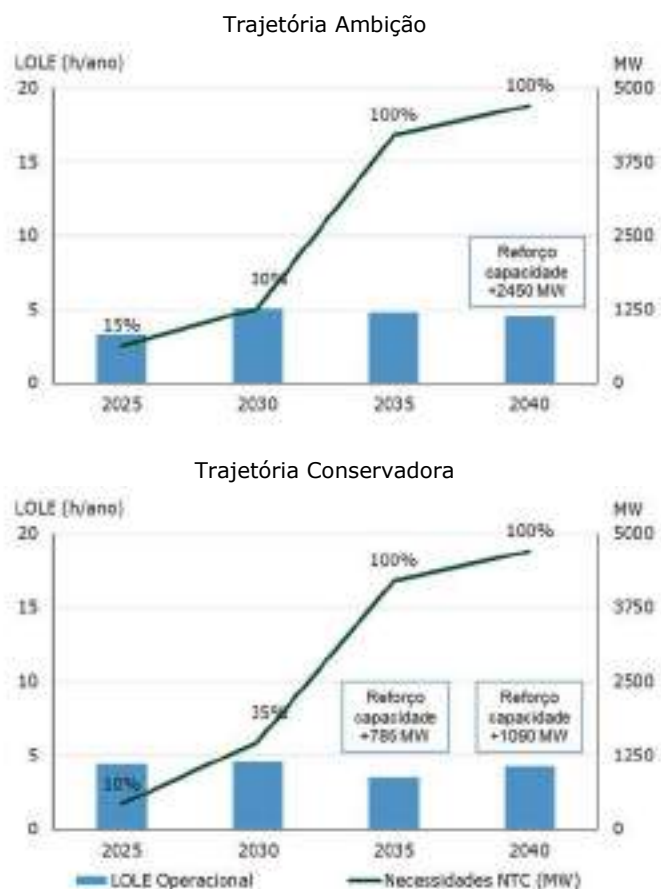 Trajetória Ambição
LOLE (h/ano)
MW
20
5000
100%
100%
15
3750
10
2500
30%
Reforço
capacidade
+2450 MW
5
1250
15%
0
0
2025
2030
2035
2040
Trajetória Conservadora
LOLE (h/ano)
MW
20
5000
100%
100%
15
3750
10
2500
35%
Reforço
capacidade
+785 MW
Reforço
capacidade
+1090 MW
5
1250
10%
0
0
2025
2030
2035
2040
LOLE Operacional
Necessidades NTC (MW)